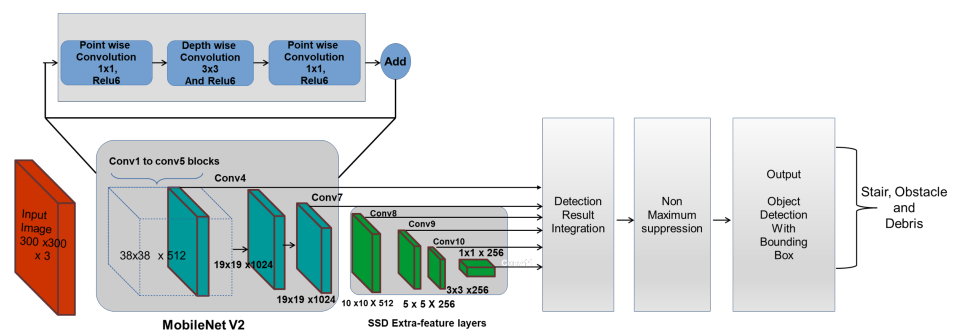 Point wise
Convolution
1x1,
Relu6
Depth wise
Convolution
3x3
And Relu6
Point wise
Convolution
1x1,
Relu6
Add
Conv1 to conv5 blocks
Conv4
Conv7
Input
Image
300 x300
x 3
38x38 x 512
19x19 x1024
19x19 x1024
MobileNet V2
Conv8
Conv9
Conv10
1x1 x 256
3x3 x256
10 x10 X 512
5 x 5 X 256
SSD Extra-feature layers
Detection
Result
Integration
Non
Maximum
suppression
Output
Object
Detection
With
Bounding
Box
Stair, Obstacle
and
Debris